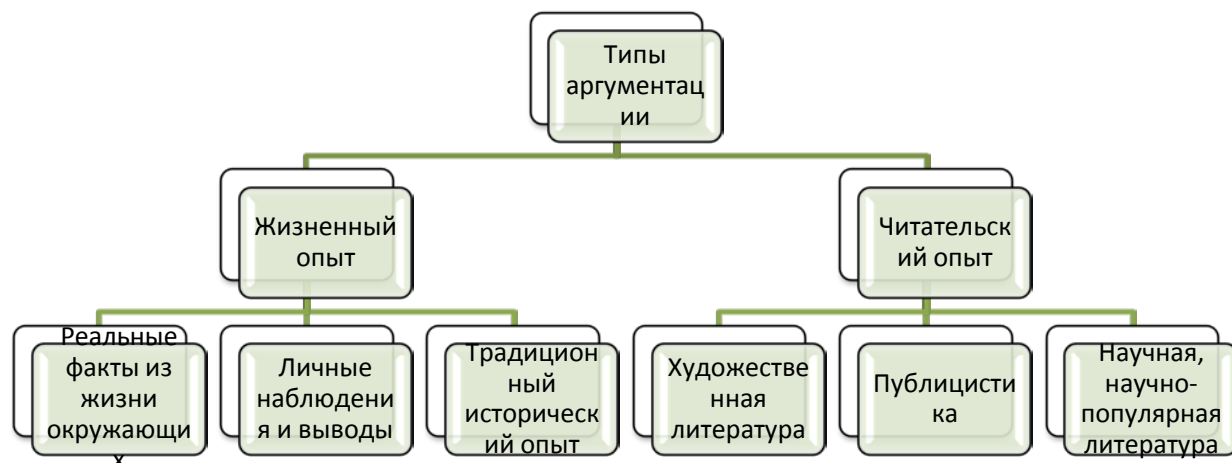 Типы
аргументац
ии
Жизненный
опыт
Читательск
ий опыт
Реальные
факты из
жизни
окружающи
х
Личные
наблюдени
я и выводы
Традицион
ный
историческ
ий опыт
Художестве
нная
литература
Публицисти
ка
Научная,
научно-
популярная
литература